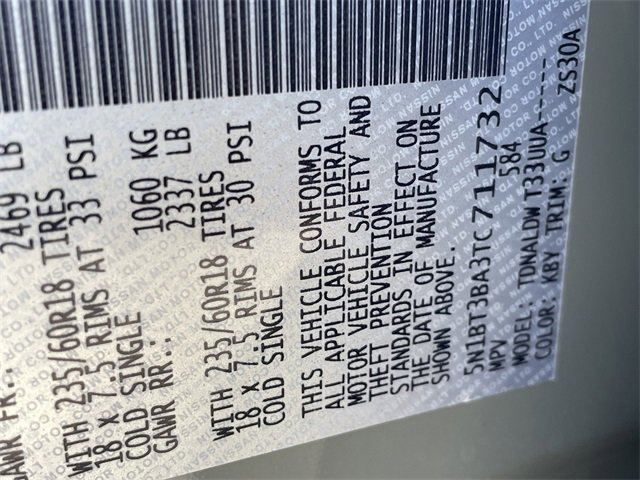 GAWR FR.: 2469 LB
WITH 235/60R18 TIRES
18 X 7.5 RIMS AT 33 PSI
COLD SINGLE
GAWR RR.: 1060 KG
2337 LB
WITH 235/60R18 TIRES
18 X 7.5 RIMS AT 30 PSI
COLD SINGLE
THIS VEHICLE CONFORMS TO
ALL APPLICABLE FEDERAL
MOTOR VEHICLE SAFETY AND
THEFT PREVENTION
STANDARDS IN EFFECT ON
THE DATE OF MANUFACTURE
SHOWN ABOVE.
5N1BT3BA3TC711732
MPV 584
MODEL: TDNALDWT33UUA-----
COLOR: KBY TRIM: G ZS30A